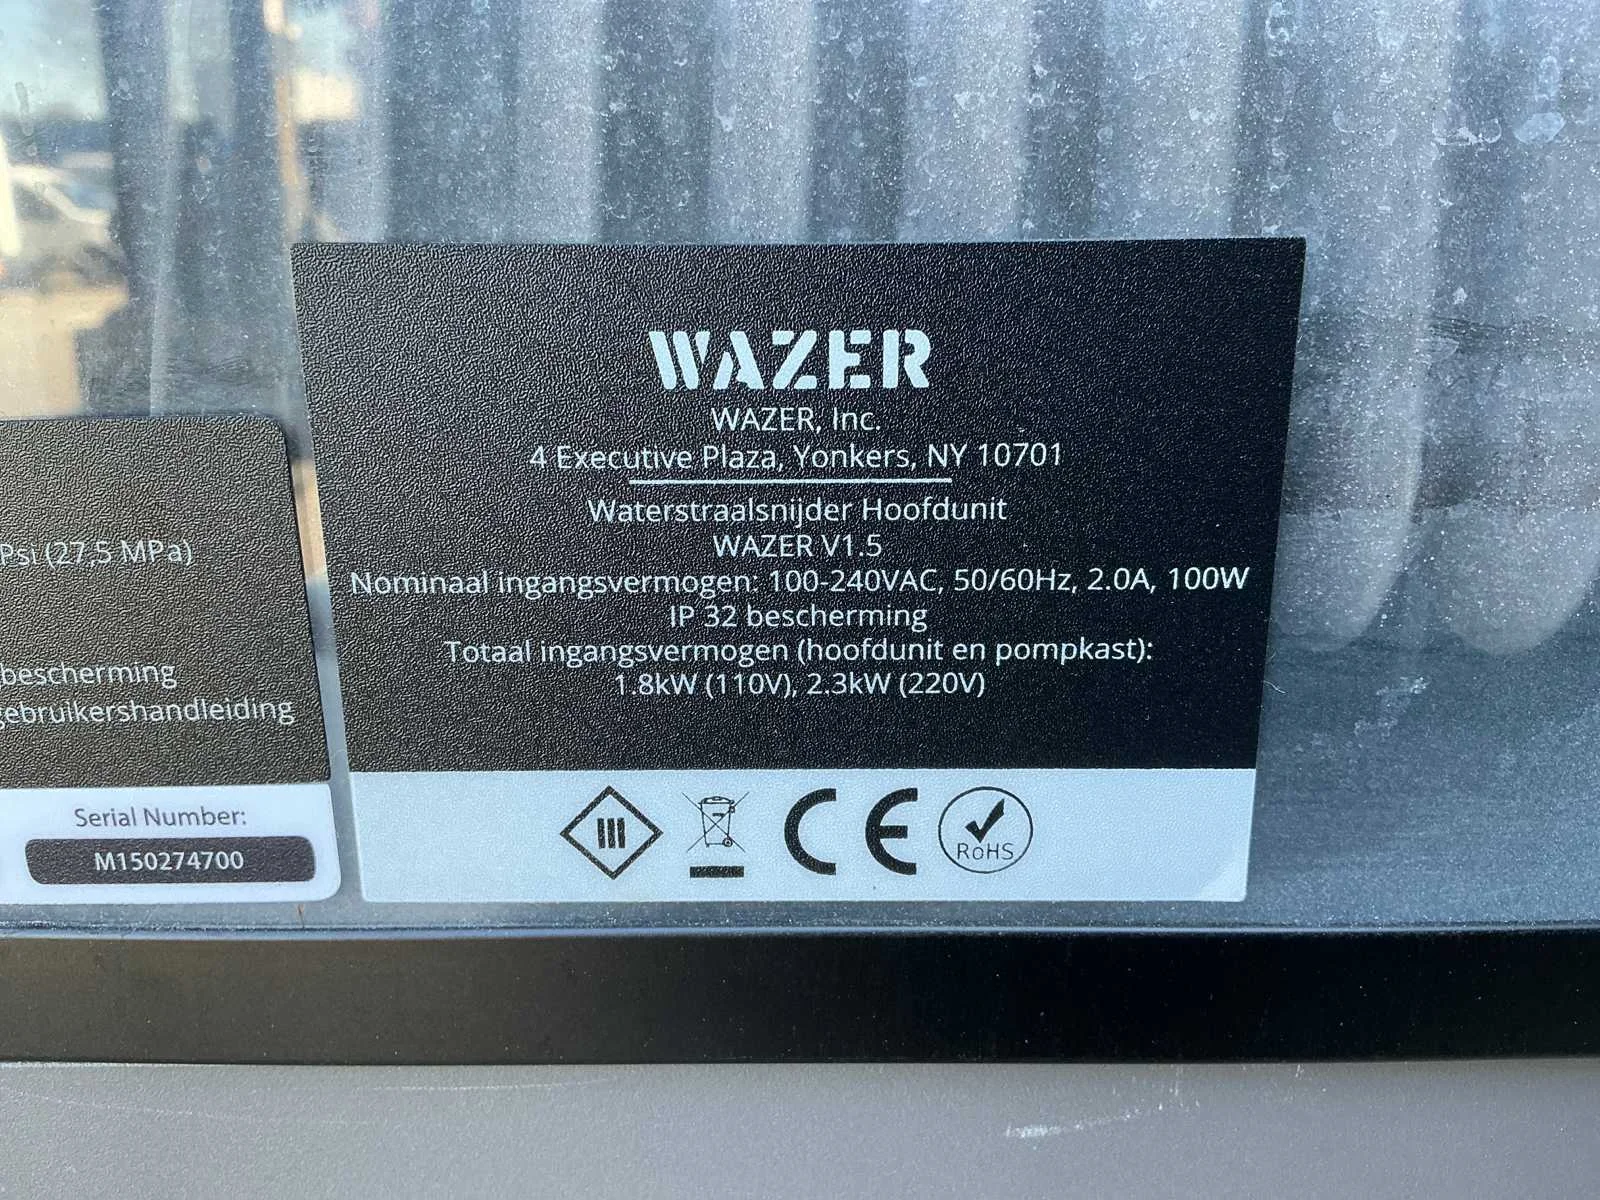 WAZER
WAZER, Inc.
4 Executive Plaza, Yonkers, NY 10701
Waterstraalsnijder Hoofdunit
WAZER V1.5
Nominaal ingangsvermogen: 100-240VAC, 50/60Hz, 2.0A, 100W
IP 32 bescherming
Totaal ingangsvermogen (hoofdunit en pompkast):
1.8kW (110V), 2.3kW (220V)
III
CE
RoHS
Psi (27,5 MPa)
bescherming
gebruikershandleiding
Serial Number:
M150274700